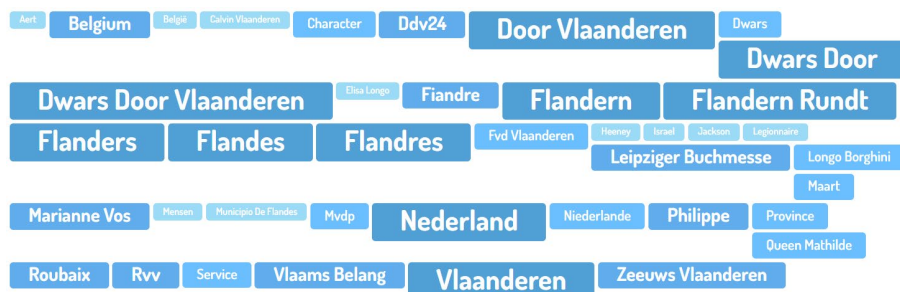 Aert Belgium België Calvin Vlaanderen Character Ddv24 Door Vlaanderen Dwars
Dwars Door
Dwars Door Vlaanderen Elisa Longo Fiandre Flandern Flandern Rundt
Flanders Flandes Flandres Fvd Vlaanderen Heeney Israel Jackson Legionnaire
Leipziger Buchmesse Longo Borghini
Maart
Marianne Vos Mensen Municipio De Flandes Mvdp Nederland Niederlande Philippe Province
Queen Mathilde
Roubaix Rvv Service Vlaams Belang Vlaanderen Zeeuws Vlaanderen